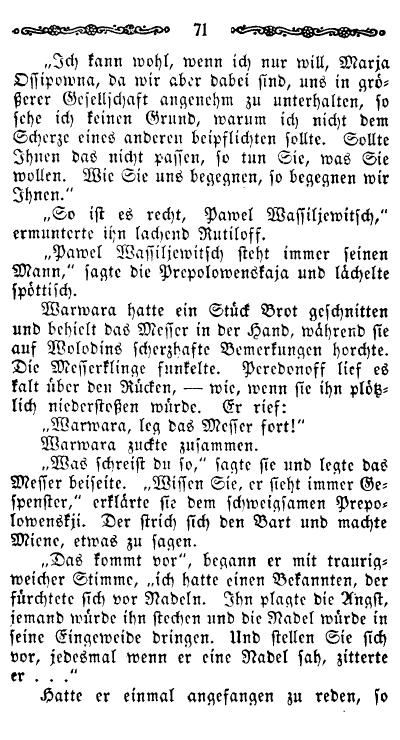 71
„Ich kann wohl, wenn ich nur will, Marja
Ossipowna, da wir aber dabei sind, uns in grö-
ßerer Gesellschaft angenehm zu unterhalten, so
sehe ich keinen Grund, warum ich nicht dem
Scherze eines anderen beipflichten sollte. Sollte
Ihnen das nicht passen, so tun Sie, was Sie
wollen. Wie Sie uns begegnen, so begegnen wir
Ihnen.“
„So ist es recht, Pawel Wassiljewitsch,“
ermunterte ihn lachend Rutiloff.
„Pawel Wassiljewitsch steht immer seinen
Mann,“ sagte die Prepolowenskaja und lächelte
spöttisch.
Warwara hatte ein Stück Brot geschnitten
und behielt das Messer in der Hand, während sie
auf Wolodins scherzhafte Bemerkungen horchte.
Die Messerklinge funkelte. Peredonoff lief es
kalt über den Rücken, — wie, wenn sie ihn plötz-
lich niederstoßen würde. Er rief:
„Warwara, leg das Messer fort!“
Warwara zuckte zusammen.
„Was schreist du so,“ sagte sie und legte das
Messer beiseite. „Wissen Sie, er sieht immer Ge-
spenster,“ erklärte sie dem schweigsamen Prepo-
lowenskji. Der strich sich den Bart und machte
Miene, etwas zu sagen.
„Das kommt vor“, begann er mit traurig-
weicher Stimme, „ich hatte einen Bekannten, der
fürchtete sich vor Nadeln. Ihn plagte die Angst,
jemand würde ihn stechen und die Nadel würde in
seine Eingeweide dringen. Und stellen Sie sich
vor, jedesmal wenn er eine Nadel sah, zitterte
er . . .“
Hatte er einmal angefangen zu reden, so